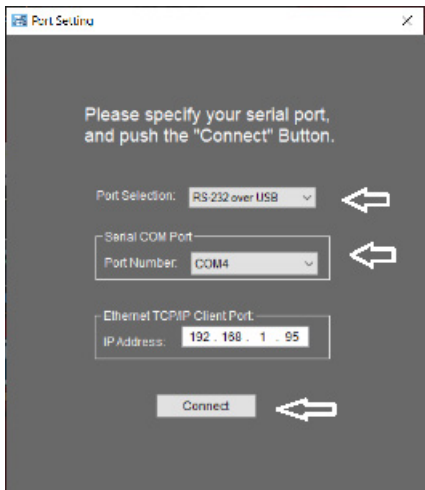 Port Setting
Please specify your serial port,
and push the "Connect" Button.
Port Selection: RS-232 over USB
Serial COM Port
Port Number: COM4
Ethernet TCP/IP Client Port:
IP Address: 192 . 168 . 1 . 95
Connect